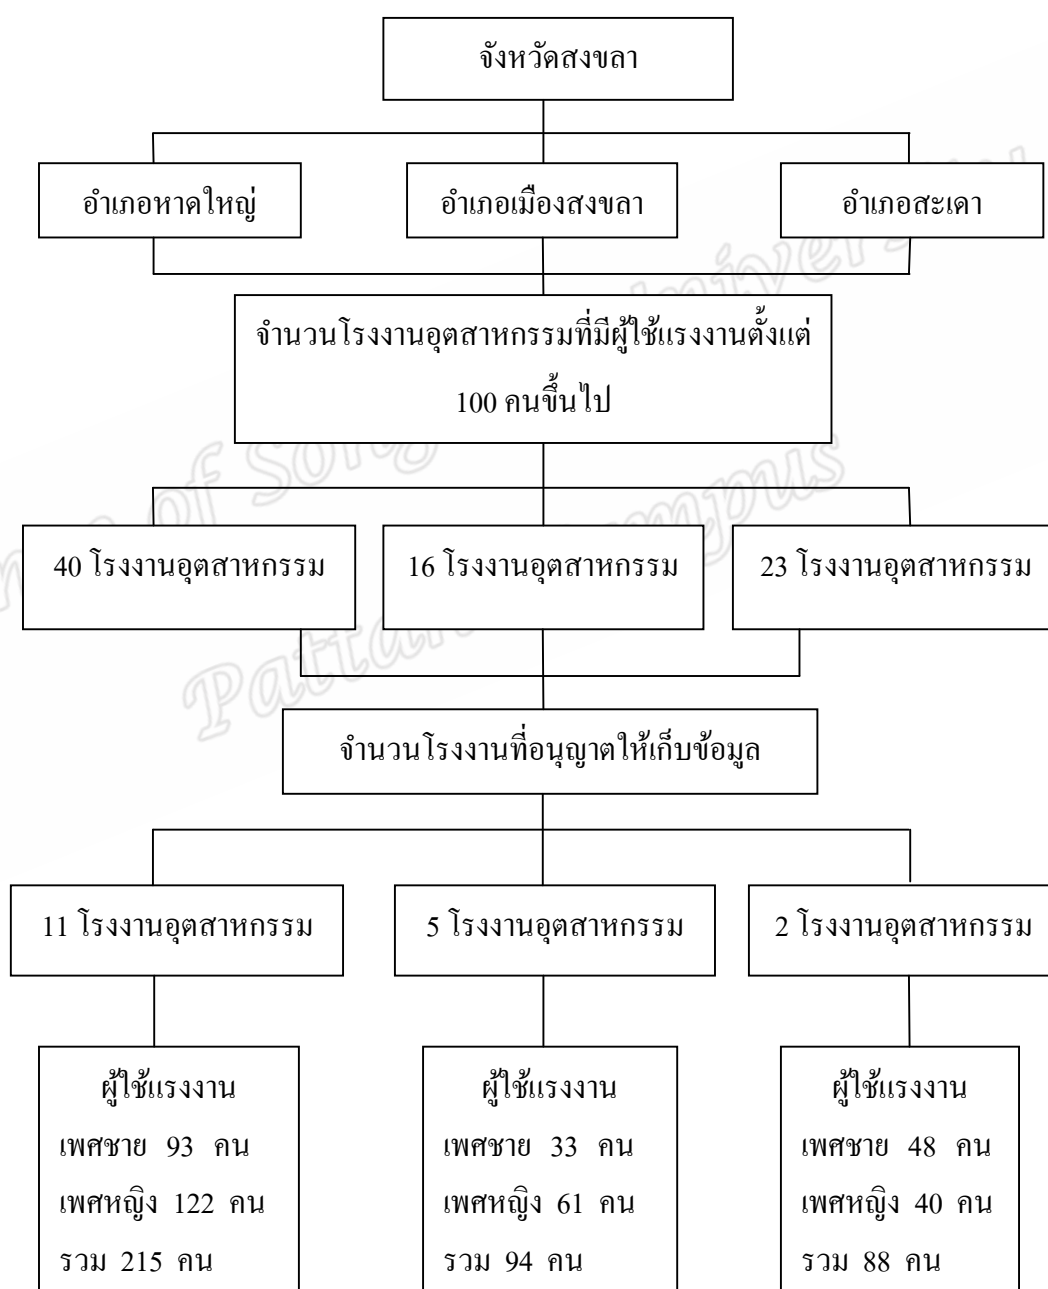 จังหวัดสงขลา
อำเภอหาดใหญ่
อำเภอเมืองสงขลา
อำเภอสะเดา
จำนวนโรงงานอุตสาหกรรมที่มีผู้ใช้แรงงานตั้งแต่
100 คนขึ้นไป
40 โรงงานอุตสาหกรรม
16 โรงงานอุตสาหกรรม
23 โรงงานอุตสาหกรรม
จำนวนโรงงานที่อนุญาตให้เก็บข้อมูล
11 โรงงานอุตสาหกรรม
5 โรงงานอุตสาหกรรม
2 โรงงานอุตสาหกรรม
ผู้ใช้แรงงาน
เพศชาย 93 คน
เพศหญิง 122 คน
รวม 215 คน
ผู้ใช้แรงงาน
เพศชาย 33 คน
เพศหญิง 61 คน
รวม 94 คน
ผู้ใช้แรงงาน
เพศชาย 48 คน
เพศหญิง 40 คน
รวม 88 คน